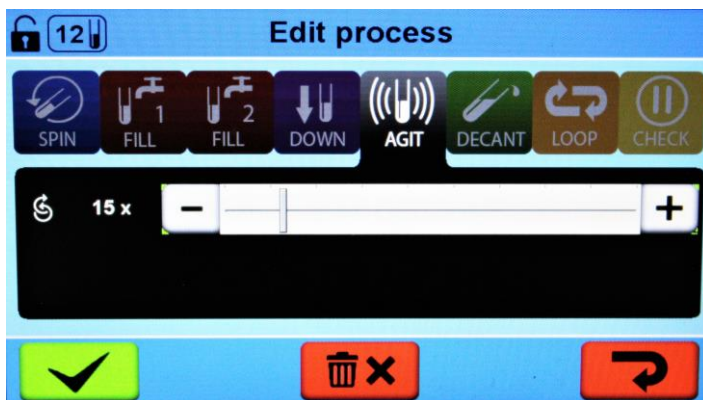 12
Edit process
SPIN
1
FILL
2
FILL
DOWN
AGIT
DECANT
LOOP
CHECK
15 x